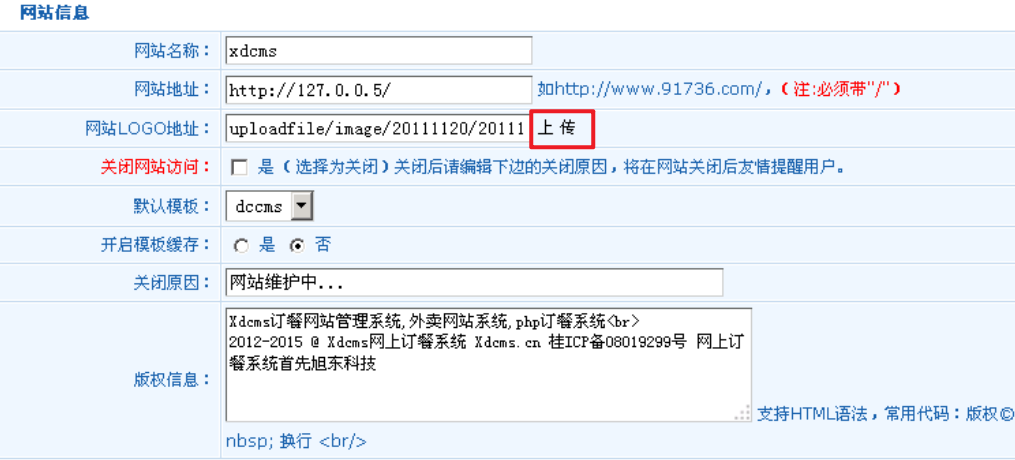 网站信息
网站名称： xdcms
网站地址： http://127.0.0.5/ 如http://www.91736.com/，（注:必须带"/"）
网站LOGO地址： uploadfile/image/20111120/20111 上 传
关闭网站访问： 是（选择为关闭）关闭后请编辑下边的关闭原因，将在网站关闭后友情提醒用户。
默认模板： dccms
开启模板缓存： 是 否
关闭原因： 网站维护中...
Xdcms订餐网站管理系统,外卖网站系统,php订餐系统<br>
2012-2015 @ Xdcms网上订餐系统 Xdcms.cn 桂ICP备08019299号 网上订
餐系统首先旭东科技
版权信息： 支持HTML语法，常用代码：版权©
nbsp; 换行 <br/>